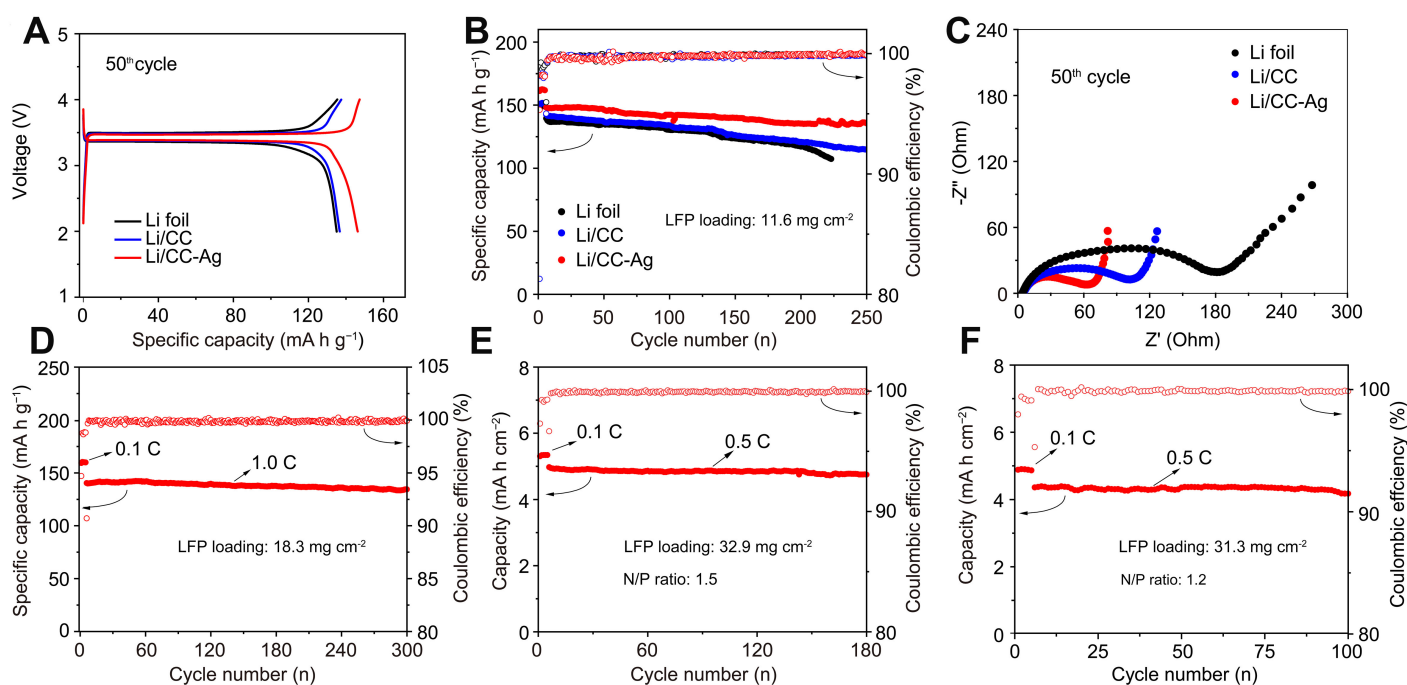 A
50th cycle
Voltage (V)
5
4
3
2
1
Li foil
Li/CC
Li/CC-Ag
0
40
80
120
160
Specific capacity (mA h g⁻¹)
B
Specific capacity (mA h g⁻¹)
200
150
100
50
0
Li foil
Li/CC
Li/CC-Ag
LFP loading: 11.6 mg cm⁻²
100
90
80
Coulombic efficiency (%)
0
50
100
150
200
250
Cycle number (n)
C
-Z" (Ohm)
240
180
120
60
0
50th cycle
Li foil
Li/CC
Li/CC-Ag
0
60
120
180
240
300
Z' (Ohm)
D
Specific capacity (mA h g⁻¹)
250
200
150
100
75
50
0
0.1 C
1.0 C
LFP loading: 18.3 mg cm⁻²
105
100
95
90
85
80
Coulombic efficiency (%)
0
60
120
180
240
300
Cycle number (n)
E
Capacity (mA h cm⁻²)
8
6
4
2
0
0.1 C
0.5 C
LFP loading: 32.9 mg cm⁻²
N/P ratio: 1.5
100
90
80
Coulombic efficiency (%)
0
60
120
180
Cycle number (n)
F
Capacity (mA h cm⁻²)
8
6
4
2
0
0.1 C
0.5 C
LFP loading: 31.3 mg cm⁻²
N/P ratio: 1.2
100
90
80
Coulombic efficiency (%)
0
25
50
75
100
Cycle number (n)